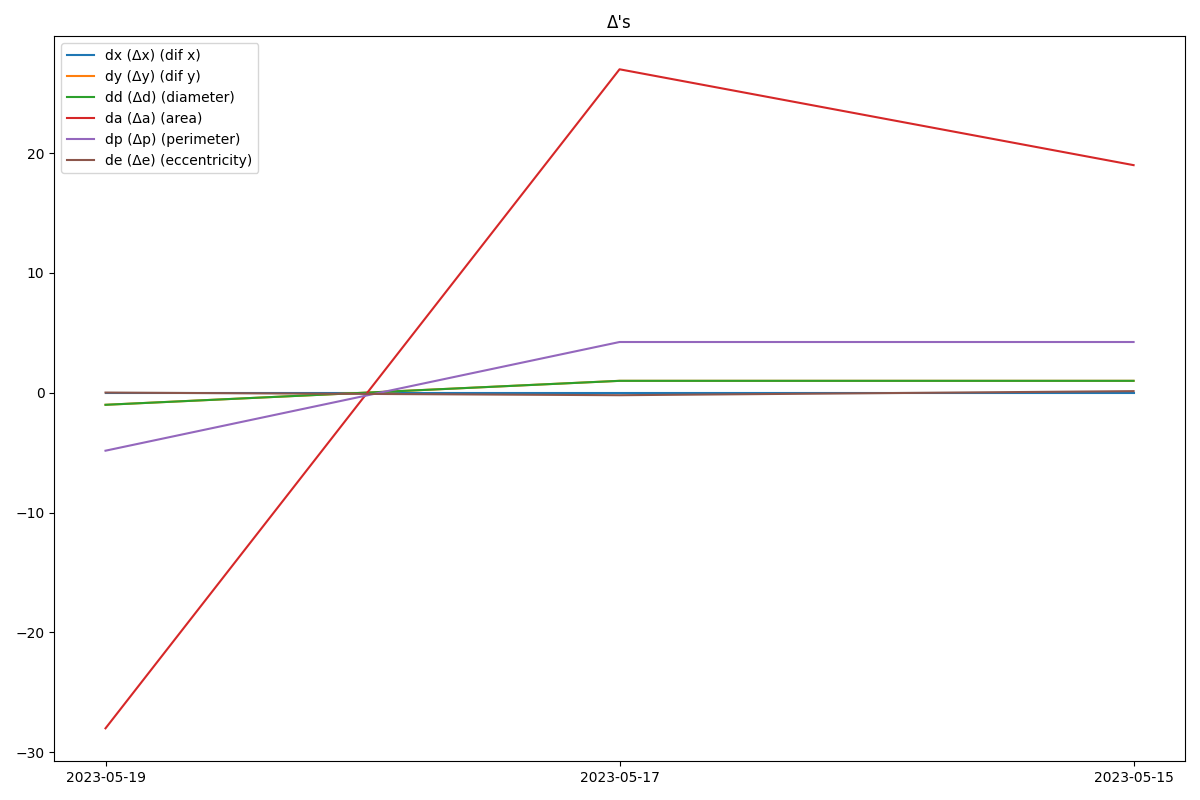 Δ's
dx (Δx) (dif x)
dy (Δy) (dif y)
dd (Δd) (diameter)
da (Δa) (area)
dp (Δp) (perimeter)
de (Δe) (eccentricity)
20
10
0
−10
−20
−30
2023-05-19 2023-05-17 2023-05-15